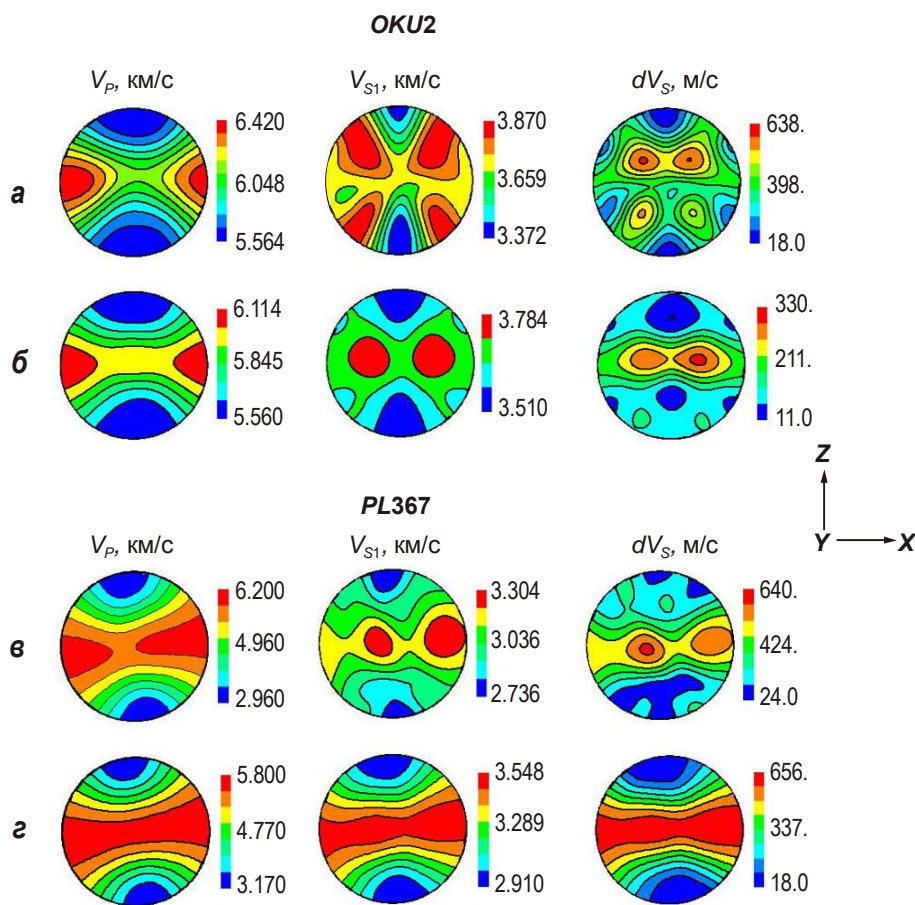 OKU2
V_P, км/с V_S1, км/с dV_S, м/с
а
6.420 3.870 638.
6.048 3.659 398.
5.564 3.372 18.0
б
6.114 3.784 330.
5.845 211.
5.560 3.510 11.0
Z
Y X
PL367
V_P, км/с V_S1, км/с dV_S, м/с
в
6.200 3.304 640.
4.960 3.036 424.
2.960 2.736 24.0
г
5.800 3.548 656.
4.770 3.289 337.
3.170 2.910 18.0